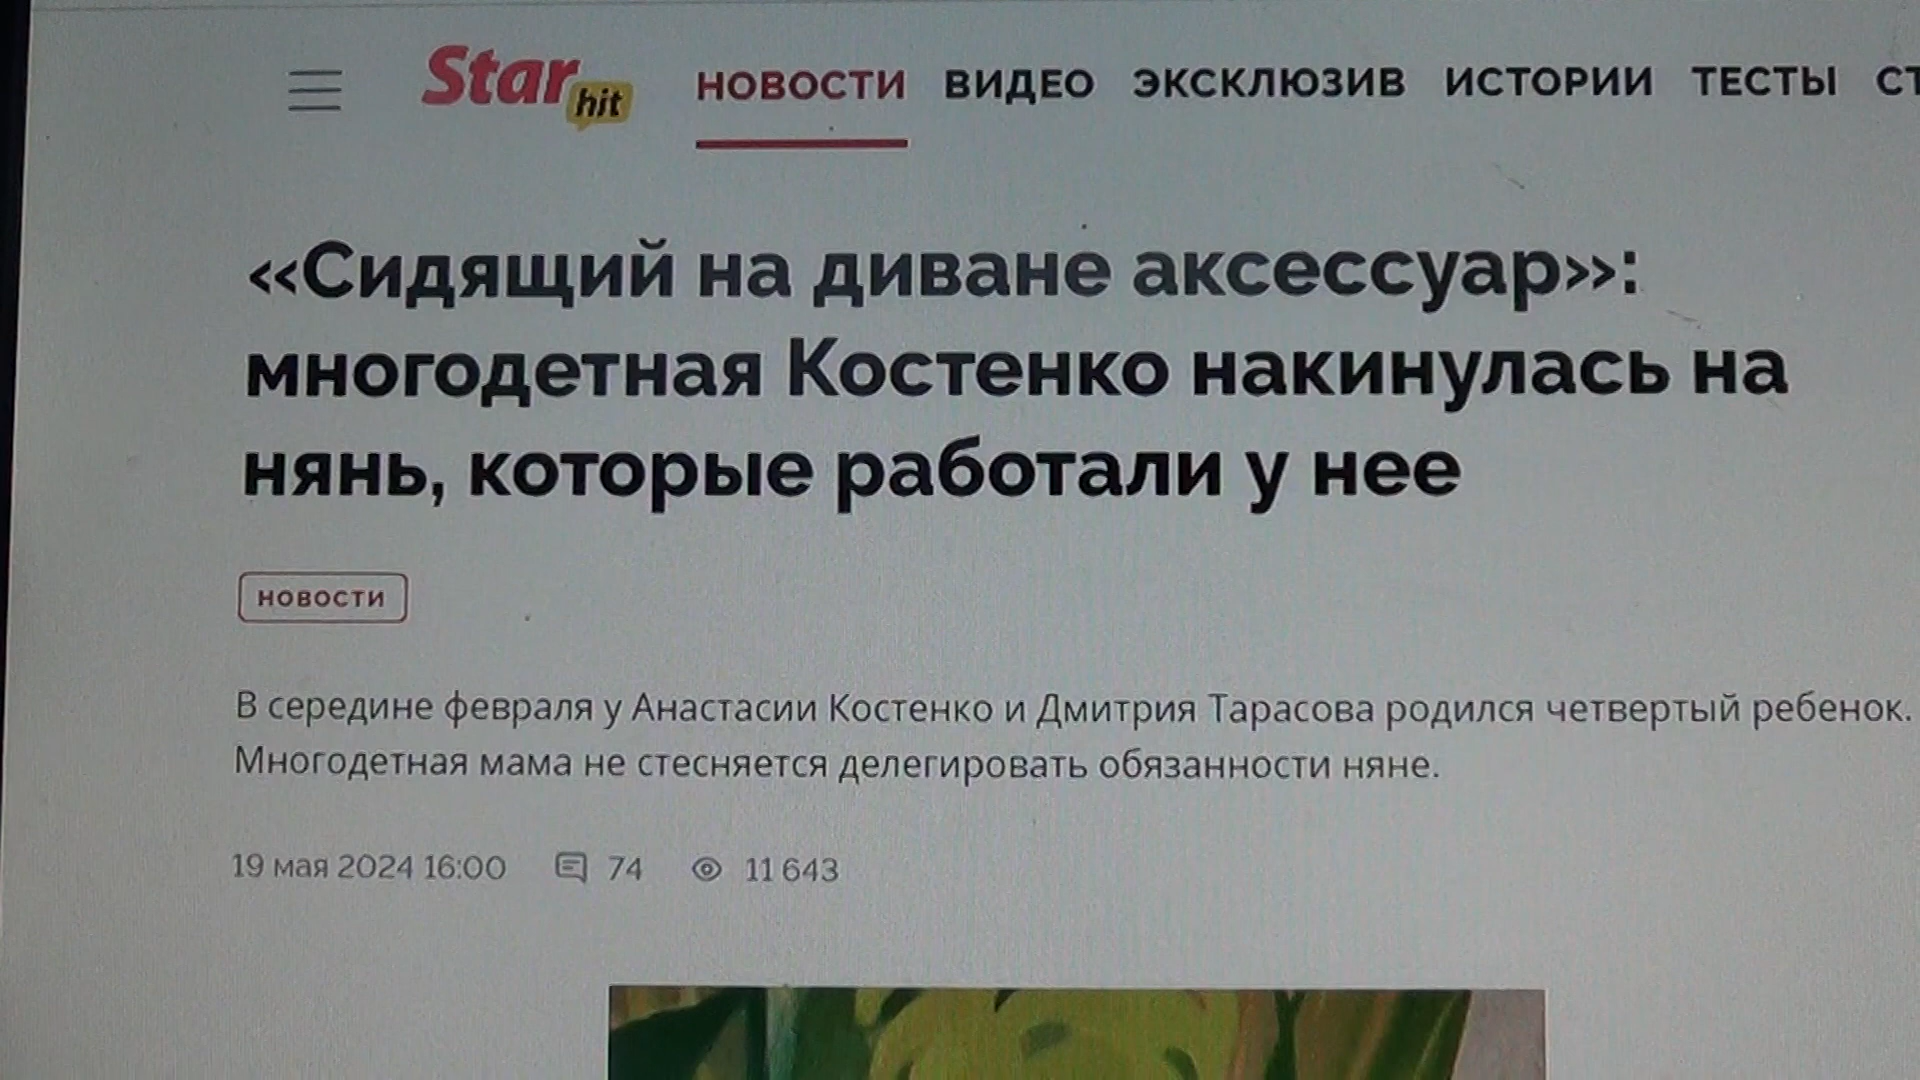 Star hit НОВОСТИ ВИДЕО ЭКСКЛЮЗИВ ИСТОРИИ ТЕСТЫ СТ
«Сидящий на диване аксессуар»:
многодетная Костенко накинулась на
нянь, которые работали у нее
НОВОСТИ
В середине февраля у Анастасии Костенко и Дмитрия Тарасова родился четвертый ребенок.
Многодетная мама не стесняется делегировать обязанности няне.
19 мая 2024 16:00 74 11 643